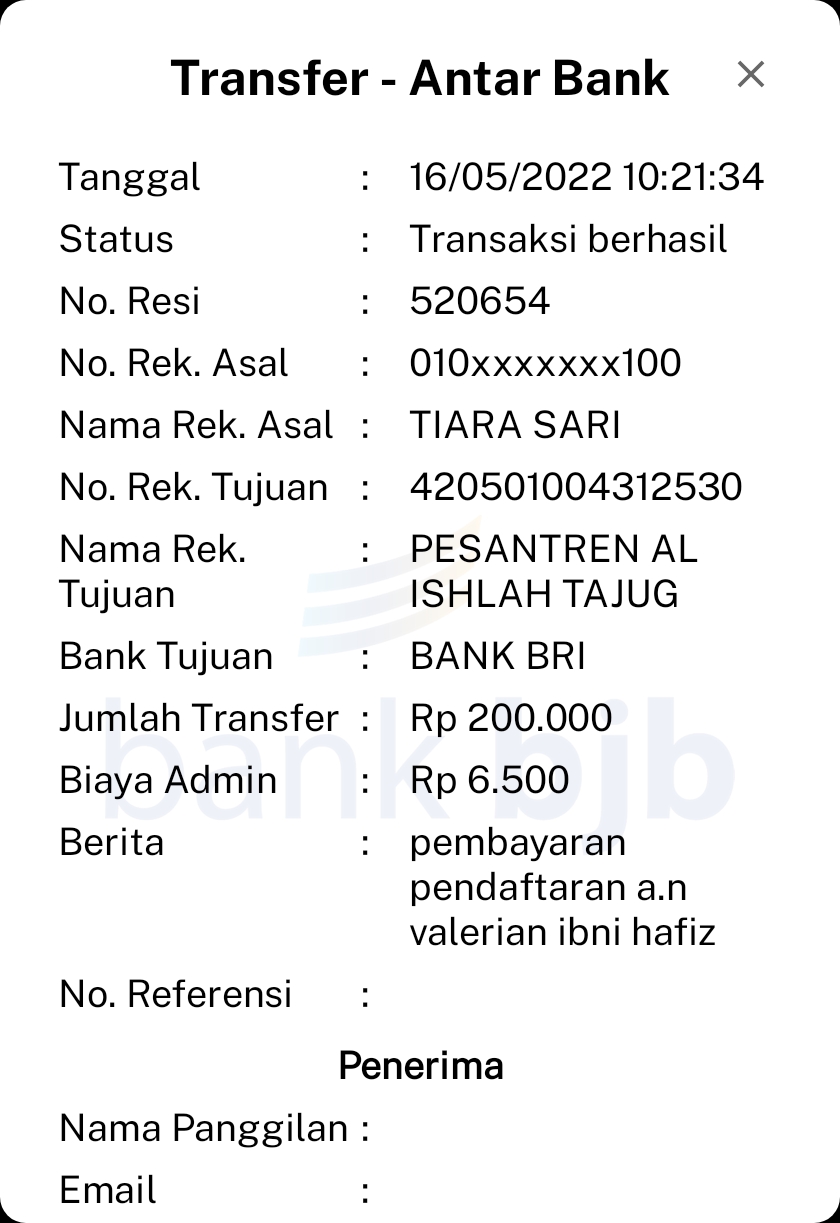 Transfer - Antar Bank
Tanggal : 16/05/2022 10:21:34
Status : Transaksi berhasil
No. Resi : 520654
No. Rek. Asal : 010xxxxxxx100
Nama Rek. Asal : TIARA SARI
No. Rek. Tujuan : 420501004312530
Nama Rek. : PESANTREN AL
Tujuan ISHLAH TAJUG
Bank Tujuan : BANK BRI
Jumlah Transfer : Rp 200.000
Biaya Admin : Rp 6.500
bank bjb
Berita : pembayaran
pendaftaran a.n
valerian ibni hafiz
No. Referensi :
Penerima
Nama Panggilan :
Email :